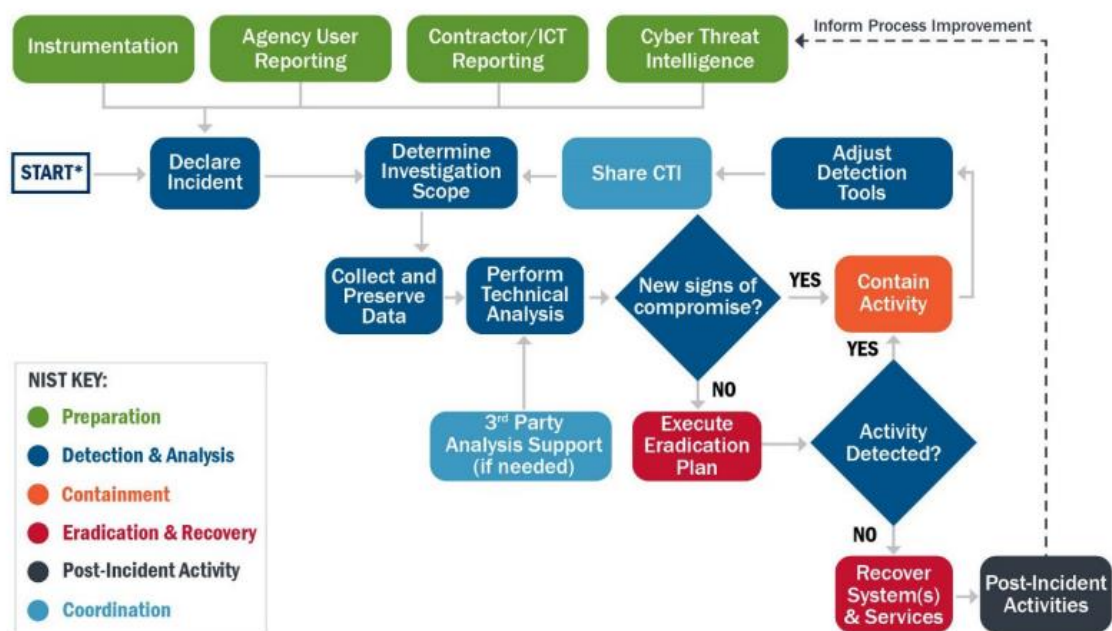 Instrumentation
Agency User
Reporting
Contractor/ICT
Reporting
Cyber Threat
Intelligence
Inform Process Improvement
START*
Declare
Incident
Determine
Investigation
Scope
Share CTI
Adjust
Detection
Tools
Collect and
Preserve
Data
Perform
Technical
Analysis
New signs of
compromise?
YES
Contain
Activity
YES
NO
3rd Party
Analysis Support
(if needed)
Execute
Eradication
Plan
Activity
Detected?
NO
Recover
System(s)
& Services
Post-Incident
Activities
NIST KEY:
Preparation
Detection & Analysis
Containment
Eradication & Recovery
Post-Incident Activity
Coordination